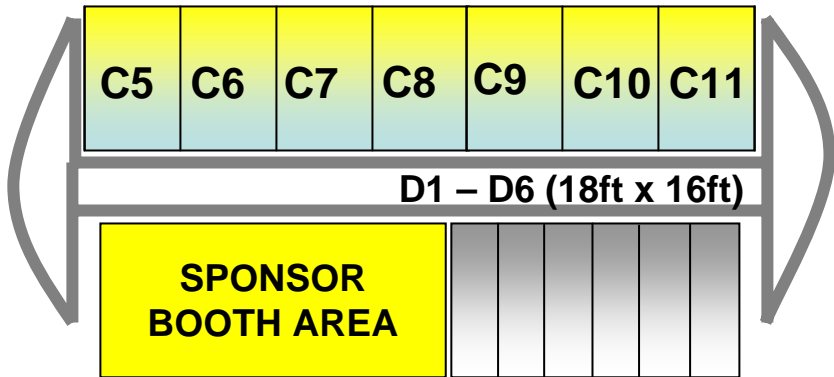 C5 C6 C7 C8 C9 C10 C11
D1 – D6 (18ft x 16ft)
SPONSOR
BOOTH AREA